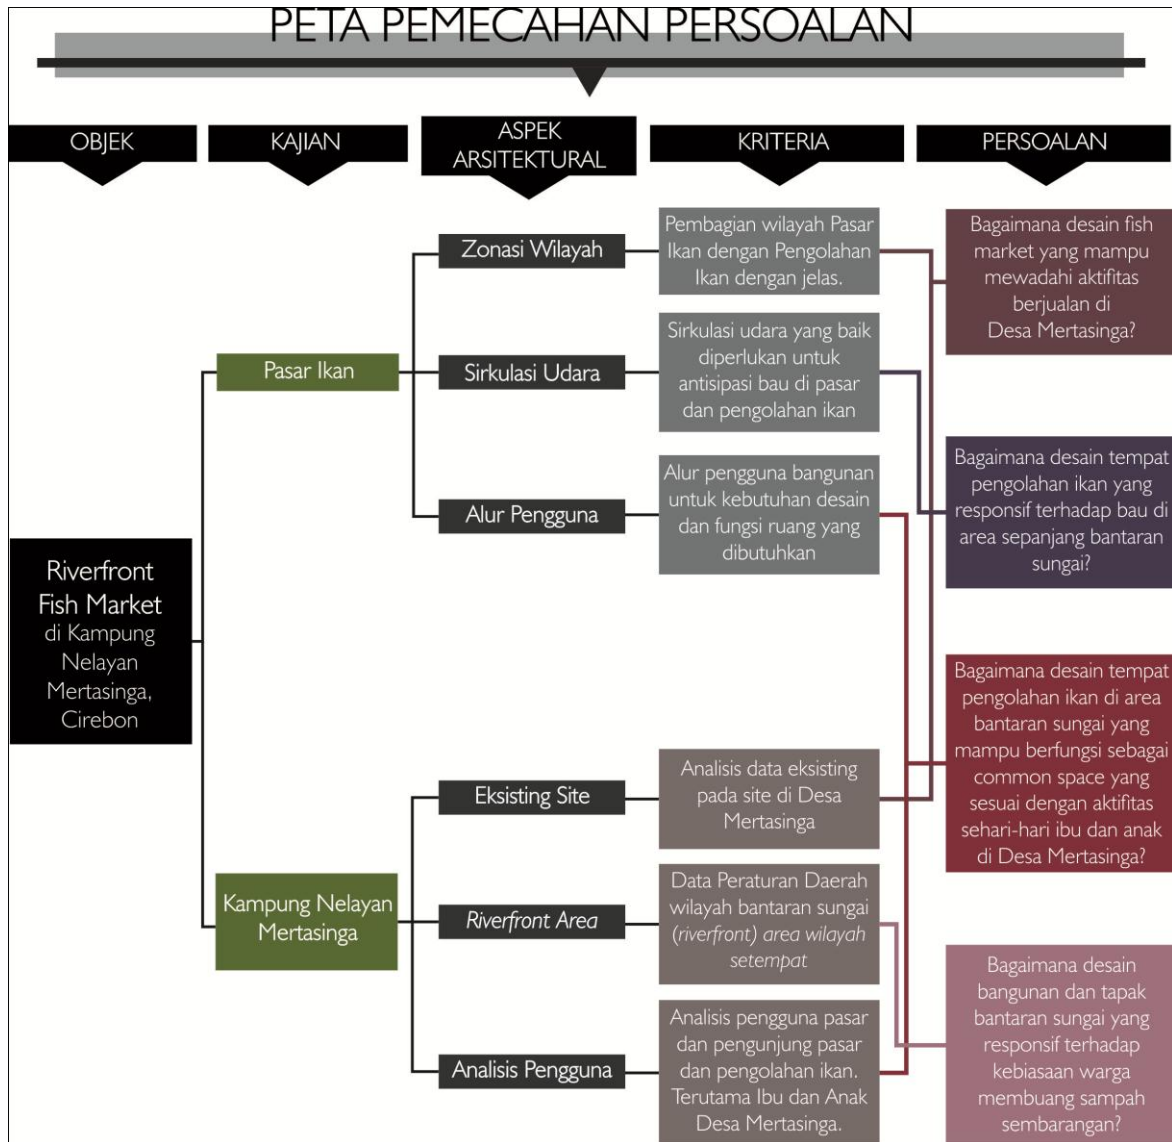 PETA PEMECAHAN PERSOALAN
OBJEK
KAJIAN
ASPEK
ARSITEKTURAL
KRITERIA
PERSOALAN
Riverfront
Fish Market
di Kampung
Nelayan
Mertasinga,
Cirebon
Pasar Ikan
Kampung Nelayan
Mertasinga
Zonasi Wilayah
Sirkulasi Udara
Alur Pengguna
Eksisting Site
Riverfront Area
Analisis Pengguna
Pembagian wilayah Pasar
Ikan dengan Pengolahan
Ikan dengan jelas.
Sirkulasi udara yang baik
diperlukan untuk
antisipasi bau di pasar
dan pengolahan ikan
Alur pengguna bangunan
untuk kebutuhan desain
dan fungsi ruang yang
dibutuhkan
Analisis data eksisting
pada site di Desa
Mertasinga
Data Peraturan Daerah
wilayah bantaran sungai
(riverfront) area wilayah
setempat
Analisis pengguna pasar
dan pengunjung pasar
dan pengolahan ikan.
Terutama Ibu dan Anak
Desa Mertasinga.
Bagaimana desain fish
market yang mampu
mewadahi aktifitas
berjualan di
Desa Mertasinga?
Bagaimana desain tempat
pengolahan ikan yang
responsif terhadap bau di
area sepanjang bantaran
sungai?
Bagaimana desain tempat
pengolahan ikan di area
bantaran sungai yang
mampu berfungsi sebagai
common space yang
sesuai dengan aktifitas
sehari-hari ibu dan anak
di Desa Mertasinga?
Bagaimana desain
bangunan dan tapak
bantaran sungai yang
responsif terhadap
kebiasaan warga
membuang sampah
sembarangan?